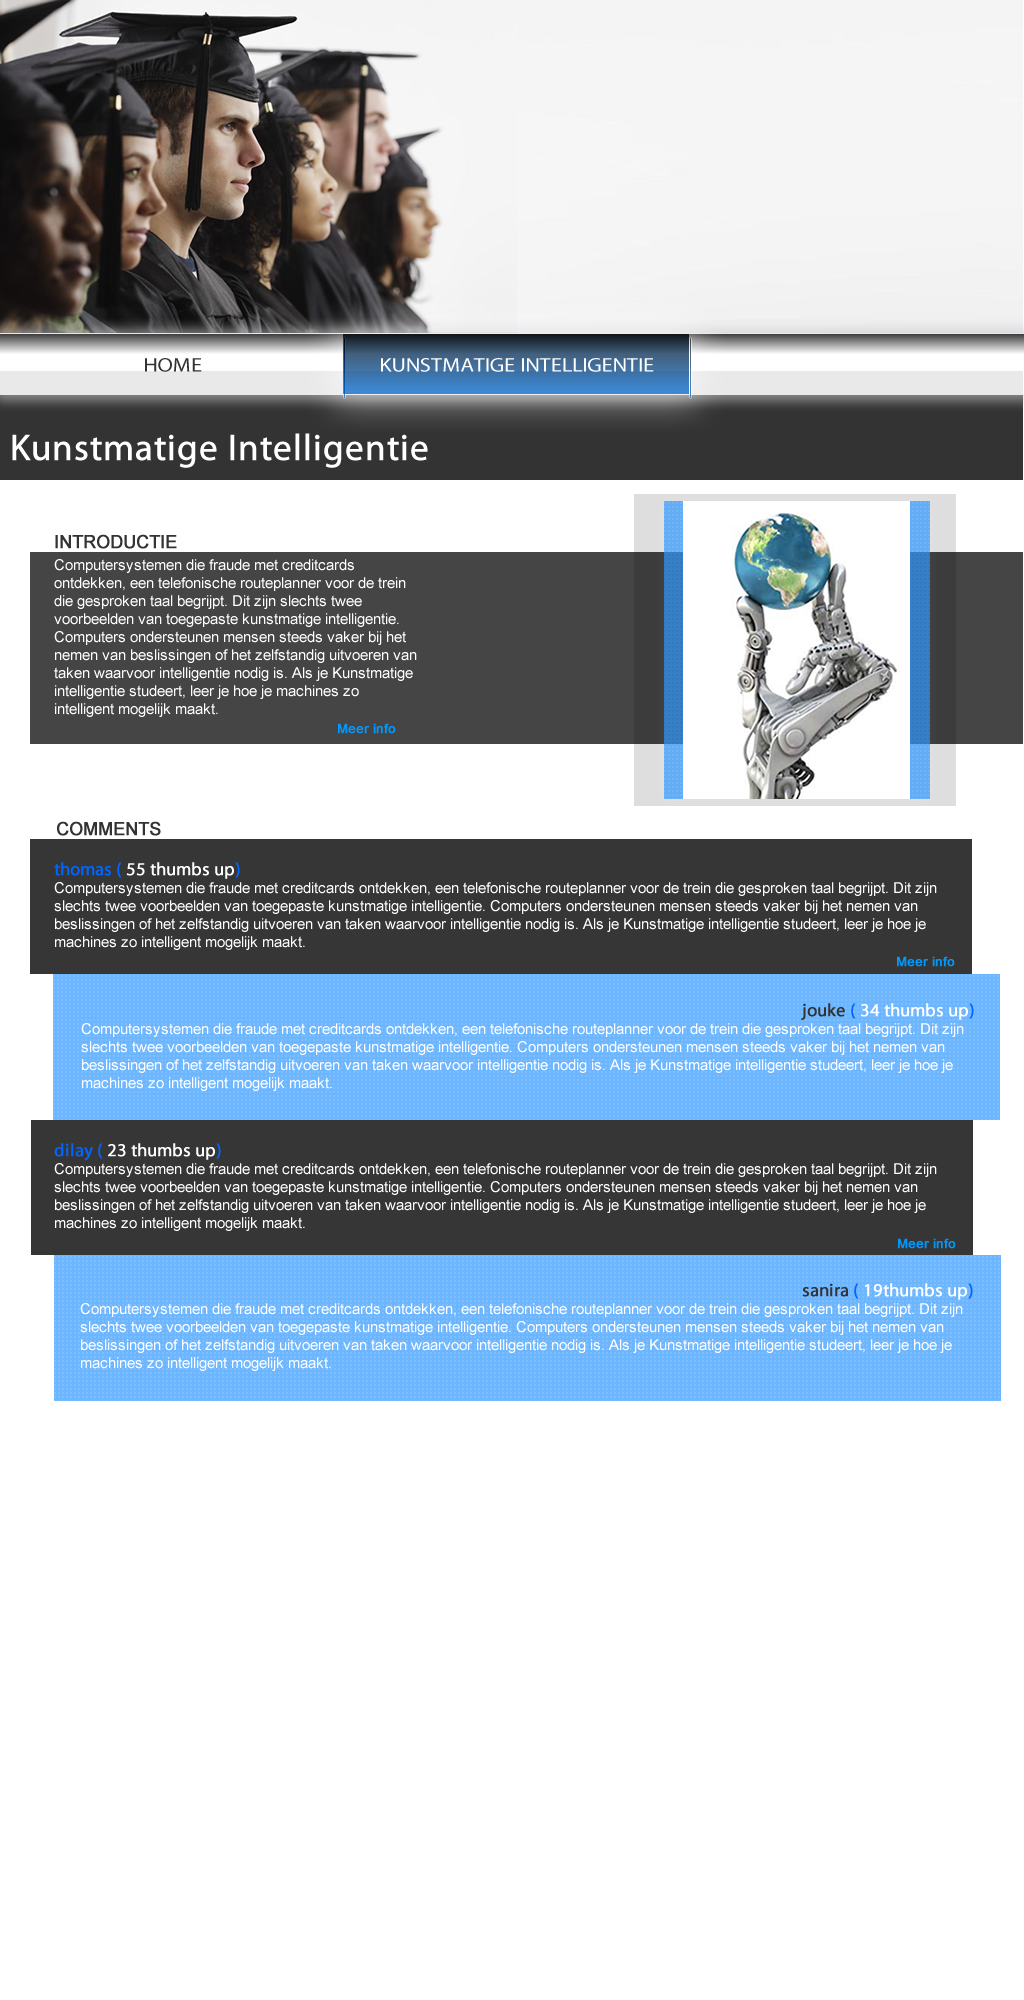 HOME
KUNSTMATIGE INTELLIGENTIE
Kunstmatige Intelligentie
INTRODUCTIE
Computersystemen die fraude met creditcards
ontdekken, een telefonische routeplanner voor de trein
die gesproken taal begrijpt. Dit zijn slechts twee
voorbeelden van toegepaste kunstmatige intelligentie.
Computers ondersteunen mensen steeds vaker bij het
nemen van beslissingen of het zelfstandig uitvoeren van
taken waarvoor intelligentie nodig is. Als je Kunstmatige
intelligentie studeert, leer je hoe je machines zo
intelligent mogelijk maakt.
Meer info
COMMENTS
thomas ( 55 thumbs up)
Computersystemen die fraude met creditcards ontdekken, een telefonische routeplanner voor de trein die gesproken taal begrijpt. Dit zijn
slechts twee voorbeelden van toegepaste kunstmatige intelligentie. Computers ondersteunen mensen steeds vaker bij het nemen van
beslissingen of het zelfstandig uitvoeren van taken waarvoor intelligentie nodig is. Als je Kunstmatige intelligentie studeert, leer je hoe je
machines zo intelligent mogelijk maakt.
Meer info
jouke ( 34 thumbs up)
Computersystemen die fraude met creditcards ontdekken, een telefonische routeplanner voor de trein die gesproken taal begrijpt. Dit zijn
slechts twee voorbeelden van toegepaste kunstmatige intelligentie. Computers ondersteunen mensen steeds vaker bij het nemen van
beslissingen of het zelfstandig uitvoeren van taken waarvoor intelligentie nodig is. Als je Kunstmatige intelligentie studeert, leer je hoe je
machines zo intelligent mogelijk maakt.
dilay ( 23 thumbs up)
Computersystemen die fraude met creditcards ontdekken, een telefonische routeplanner voor de trein die gesproken taal begrijpt. Dit zijn
slechts twee voorbeelden van toegepaste kunstmatige intelligentie. Computers ondersteunen mensen steeds vaker bij het nemen van
beslissingen of het zelfstandig uitvoeren van taken waarvoor intelligentie nodig is. Als je Kunstmatige intelligentie studeert, leer je hoe je
machines zo intelligent mogelijk maakt.
Meer info
sanira ( 19thumbs up)
Computersystemen die fraude met creditcards ontdekken, een telefonische routeplanner voor de trein die gesproken taal begrijpt. Dit zijn
slechts twee voorbeelden van toegepaste kunstmatige intelligentie. Computers ondersteunen mensen steeds vaker bij het nemen van
beslissingen of het zelfstandig uitvoeren van taken waarvoor intelligentie nodig is. Als je Kunstmatige intelligentie studeert, leer je hoe je
machines zo intelligent mogelijk maakt.